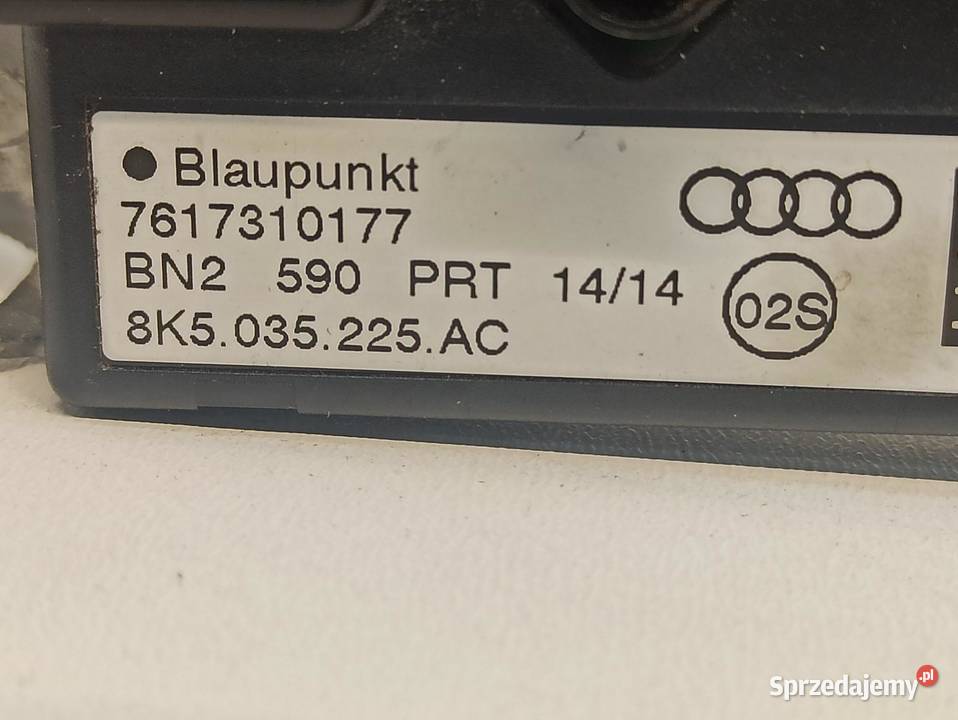 Blaupunkt
7617310177
BN2 590 PRT 14/14
02S
8K5.035.225.AC
Sprzedajemy.pl